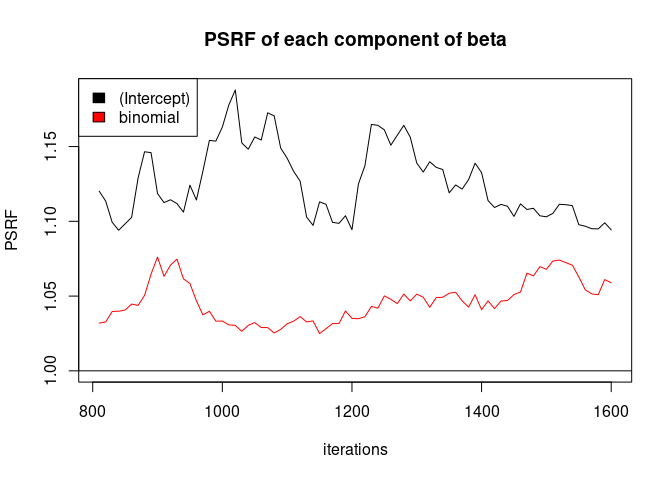 PSRF of each component of beta
(Intercept)
binomial
PSRF
1.15
1.10
1.05
1.00
800 1000 1200 1400 1600
iterations